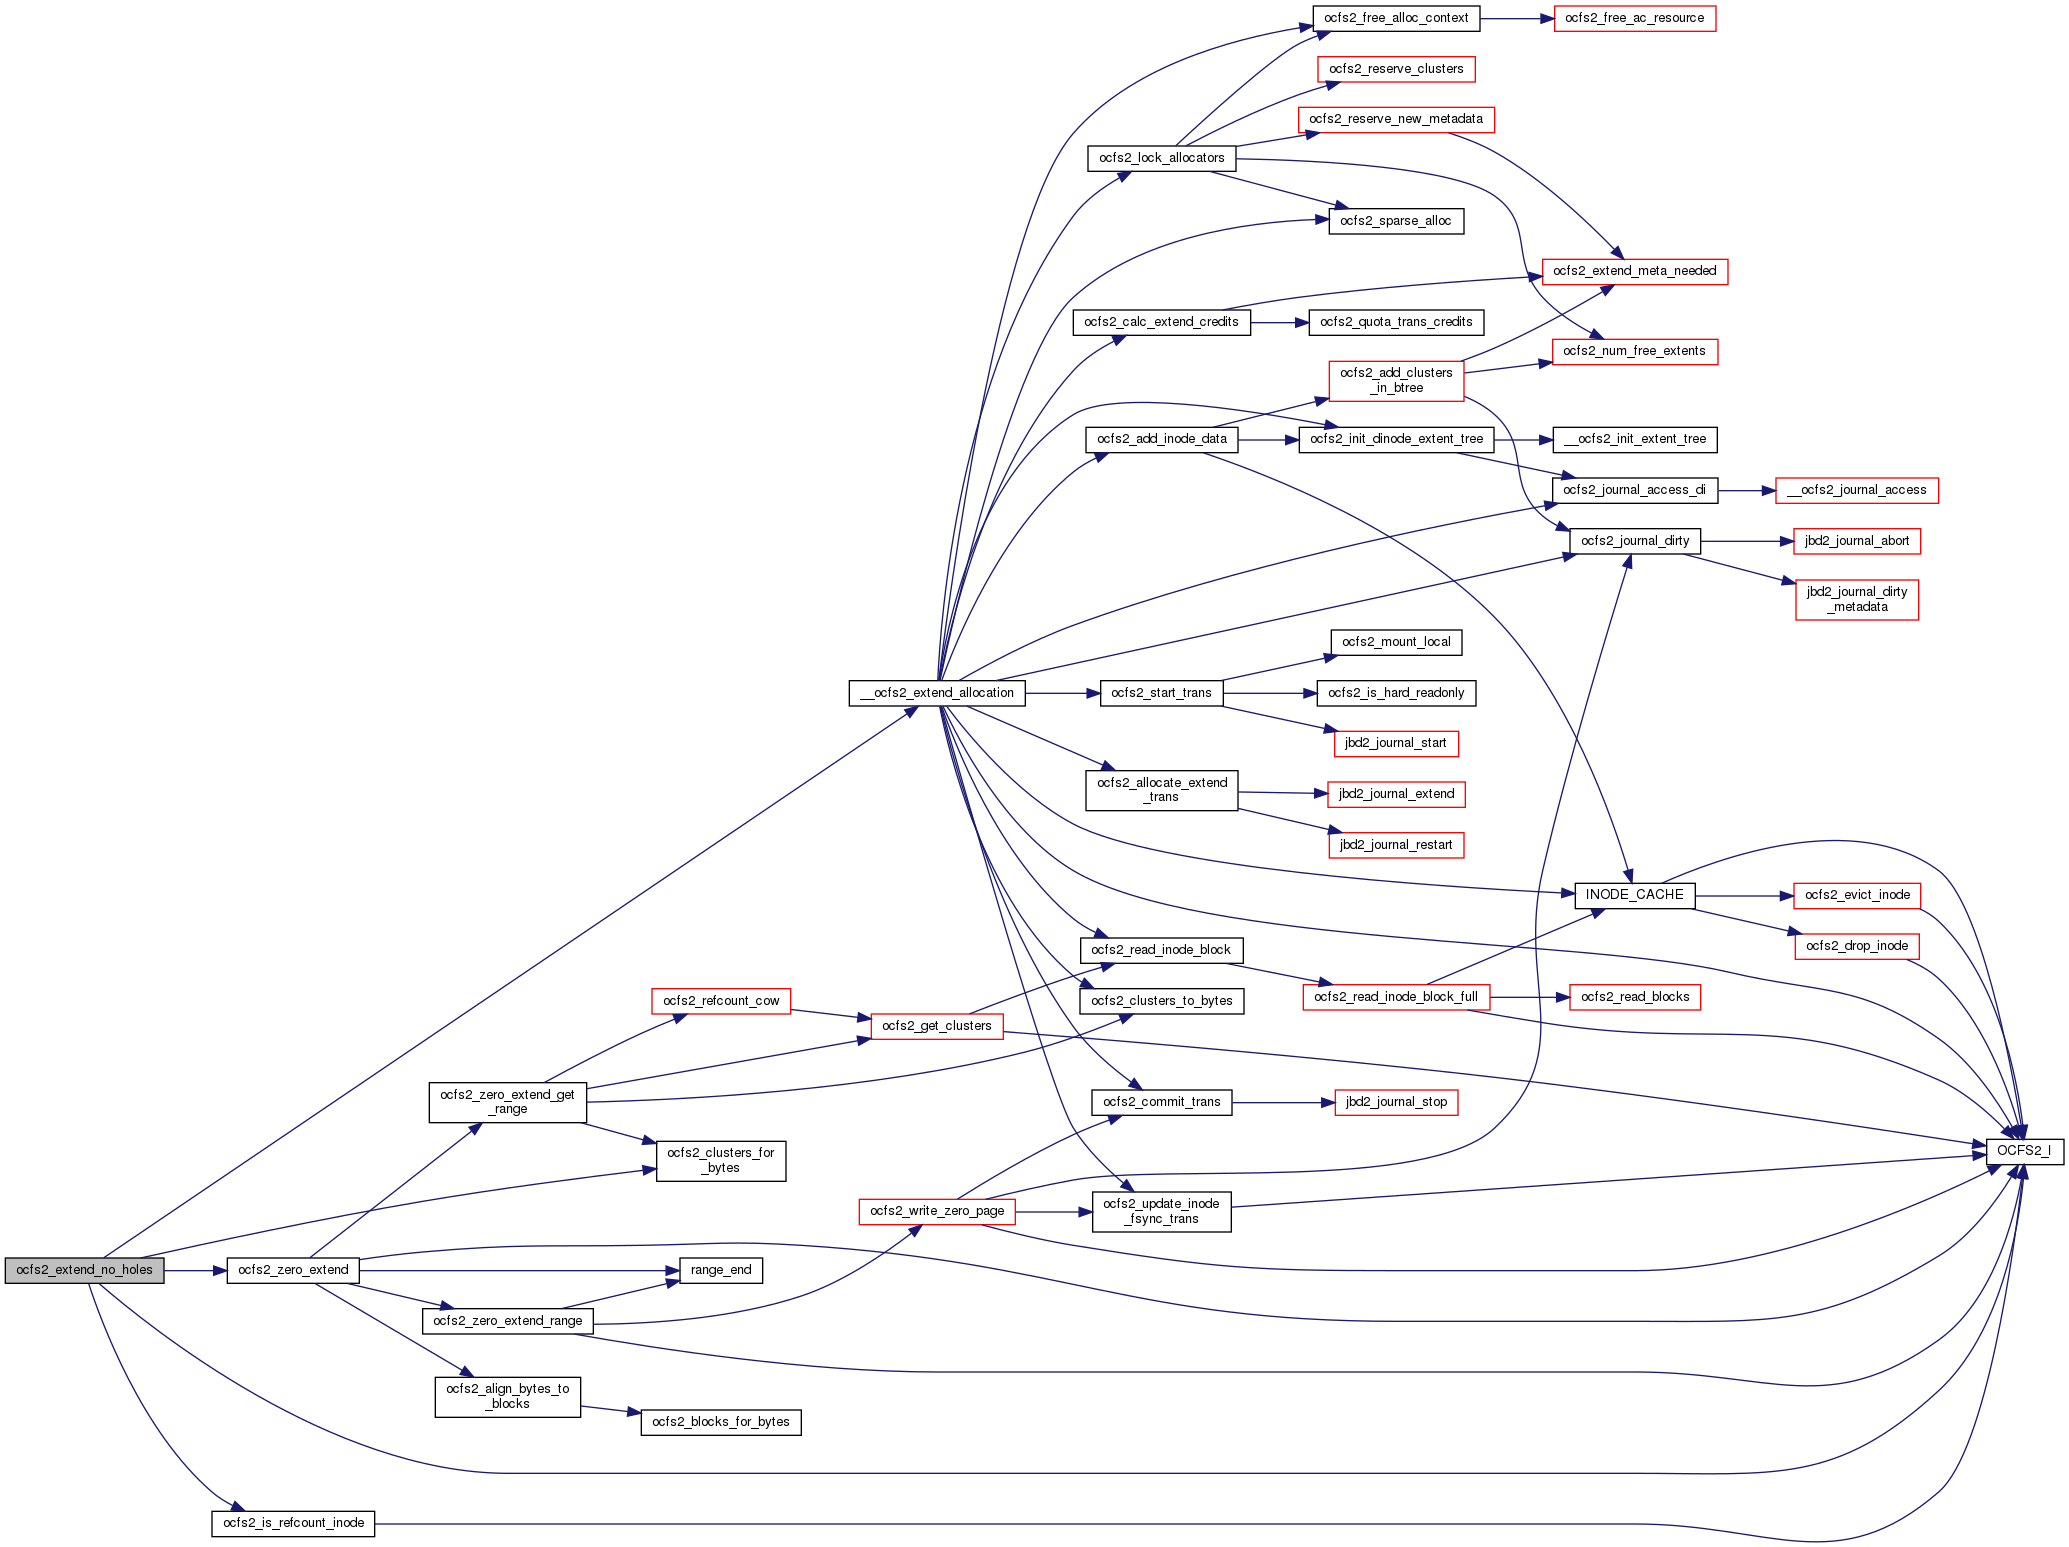 ocfs2_free_alloc_context
ocfs2_free_ac_resource
ocfs2_reserve_clusters
ocfs2_reserve_new_metadata
ocfs2_lock_allocators
ocfs2_sparse_alloc
ocfs2_extend_meta_needed
ocfs2_calc_extend_credits
ocfs2_quota_trans_credits
ocfs2_num_free_extents
ocfs2_add_clusters
_in_btree
ocfs2_add_inode_data
ocfs2_init_dinode_extent_tree
__ocfs2_init_extent_tree
ocfs2_journal_access_di
__ocfs2_journal_access
ocfs2_journal_dirty
jbd2_journal_abort
jbd2_journal_dirty
_metadata
ocfs2_mount_local
__ocfs2_extend_allocation
ocfs2_start_trans
ocfs2_is_hard_readonly
jbd2_journal_start
ocfs2_allocate_extend
_trans
jbd2_journal_extend
jbd2_journal_restart
INODE_CACHE
ocfs2_evict_inode
ocfs2_drop_inode
ocfs2_read_inode_block
ocfs2_refcount_cow
ocfs2_clusters_to_bytes
ocfs2_read_inode_block_full
ocfs2_read_blocks
ocfs2_get_clusters
ocfs2_zero_extend_get
_range
ocfs2_commit_trans
jbd2_journal_stop
ocfs2_clusters_for
_bytes
OCFS2_I
ocfs2_write_zero_page
ocfs2_update_inode
_fsync_trans
ocfs2_extend_no_holes
ocfs2_zero_extend
range_end
ocfs2_zero_extend_range
ocfs2_align_bytes_to
_blocks
ocfs2_blocks_for_bytes
ocfs2_is_refcount_inode